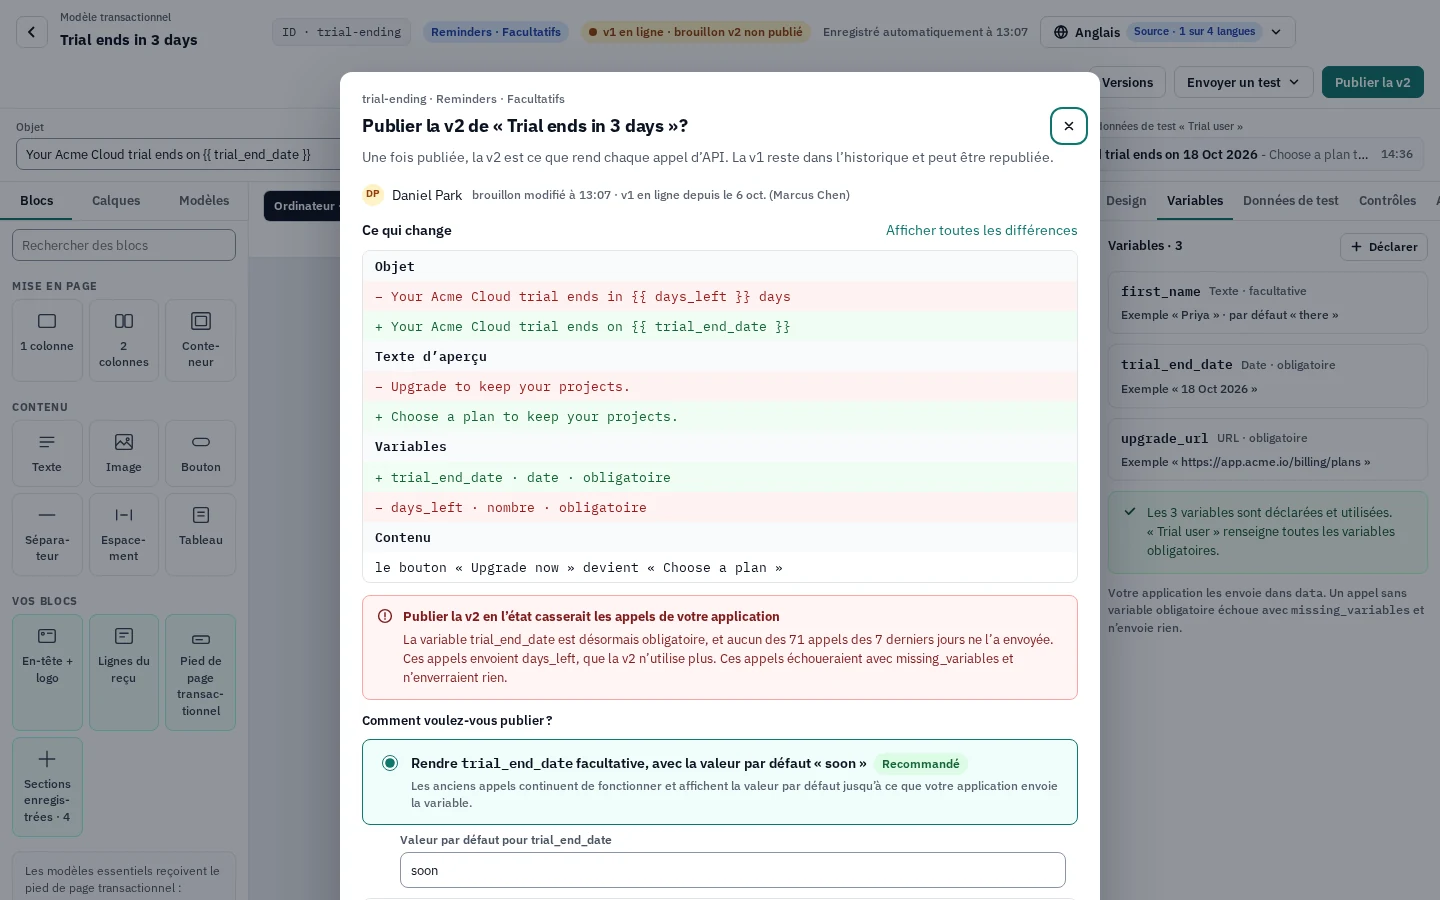 Modèle transactionnel
Trial ends in 3 days
ID · trial-ending
Reminders · Facultatifs
v1 en ligne · brouillon v2 non publié
Enregistré automatiquement à 13:07
Anglais
Source · 1 sur 4 langues
Versions
Envoyer un test
Publier la v2
Objet
Your Acme Cloud trial ends on {{ trial_end_date }}
données de test « Trial user »
trial ends on 18 Oct 2026 - Choose a plan t… 14:36
Blocs
Calques
Modèles
Ordinateur
Rechercher des blocs
MISE EN PAGE
1 colonne
2
colonnes
Conte-
neur
CONTENU
Texte
Image
Bouton
Sépara-
teur
Espace-
ment
Tableau
VOS BLOCS
En-tête +
logo
Lignes du
reçu
Pied de
page
transac-
tionnel
Sections
enregis-
trées · 4
Les modèles essentiels reçoivent le
pied de page transactionnel :
trial-ending · Reminders · Facultatifs
Publier la v2 de « Trial ends in 3 days » ?
Une fois publiée, la v2 est ce que rend chaque appel d’API. La v1 reste dans l’historique et peut être republiée.
DP
Daniel Park
brouillon modifié à 13:07 · v1 en ligne depuis le 6 oct. (Marcus Chen)
Ce qui change
Afficher toutes les différences
Objet
− Your Acme Cloud trial ends in {{ days_left }} days
+ Your Acme Cloud trial ends on {{ trial_end_date }}
Texte d’aperçu
− Upgrade to keep your projects.
+ Choose a plan to keep your projects.
Variables
+ trial_end_date · date · obligatoire
− days_left · nombre · obligatoire
Contenu
le bouton « Upgrade now » devient « Choose a plan »
Publier la v2 en l’état casserait les appels de votre application
La variable trial_end_date est désormais obligatoire, et aucun des 71 appels des 7 derniers jours ne l’a envoyée.
Ces appels envoient days_left, que la v2 n’utilise plus. Ces appels échoueraient avec missing_variables et
n’enverraient rien.
Comment voulez-vous publier ?
Rendre trial_end_date facultative, avec la valeur par défaut « soon »
Recommandé
Les anciens appels continuent de fonctionner et affichent la valeur par défaut jusqu’à ce que votre application envoie
la variable.
Valeur par défaut pour trial_end_date
soon
Design
Variables
Données de test
Contrôles
Variables · 3
Déclarer
first_name Texte · facultative
Exemple « Priya » · par défaut « there »
trial_end_date Date · obligatoire
Exemple « 18 Oct 2026 »
upgrade_url URL · obligatoire
Exemple « https://app.acme.io/billing/plans »
Les 3 variables sont déclarées et utilisées.
« Trial user » renseigne toutes les variables
obligatoires.
Votre application les envoie dans data. Un appel sans
variable obligatoire échoue avec missing_variables et
n’envoie rien.